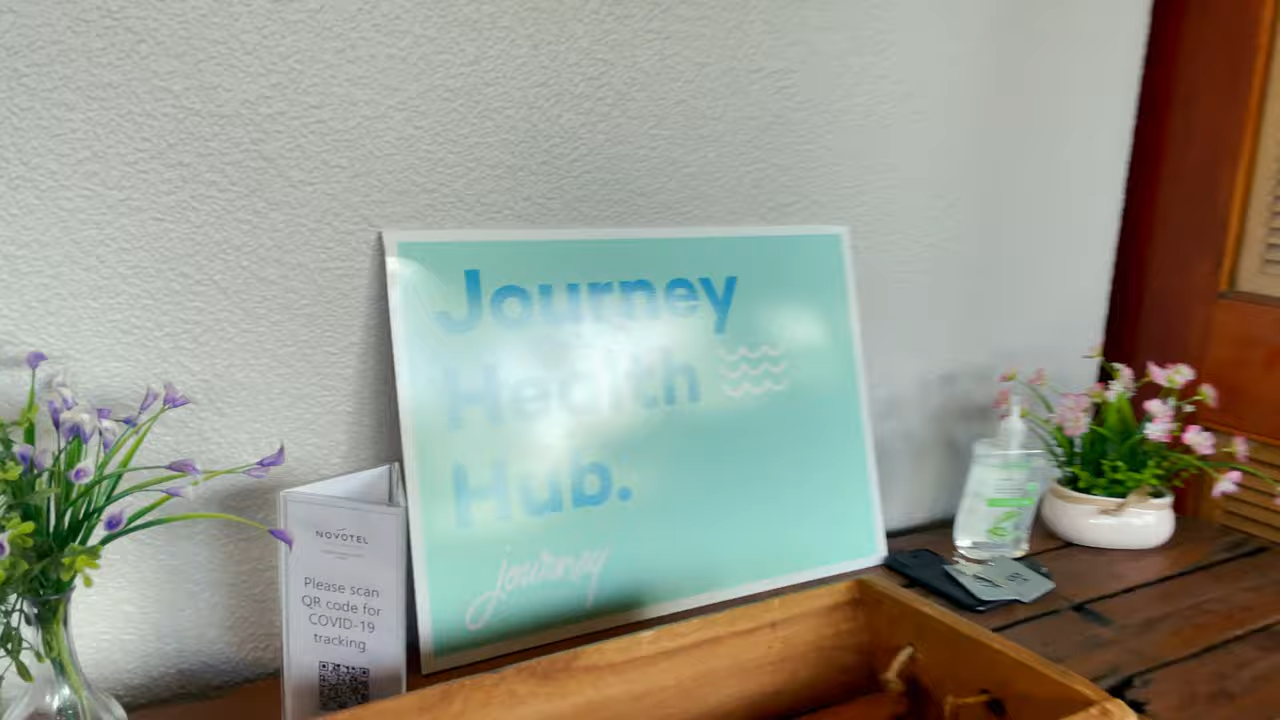 Journey
Health
Hub.
journey
NOVOTEL
Please scan
QR code for
COVID-19
tracking